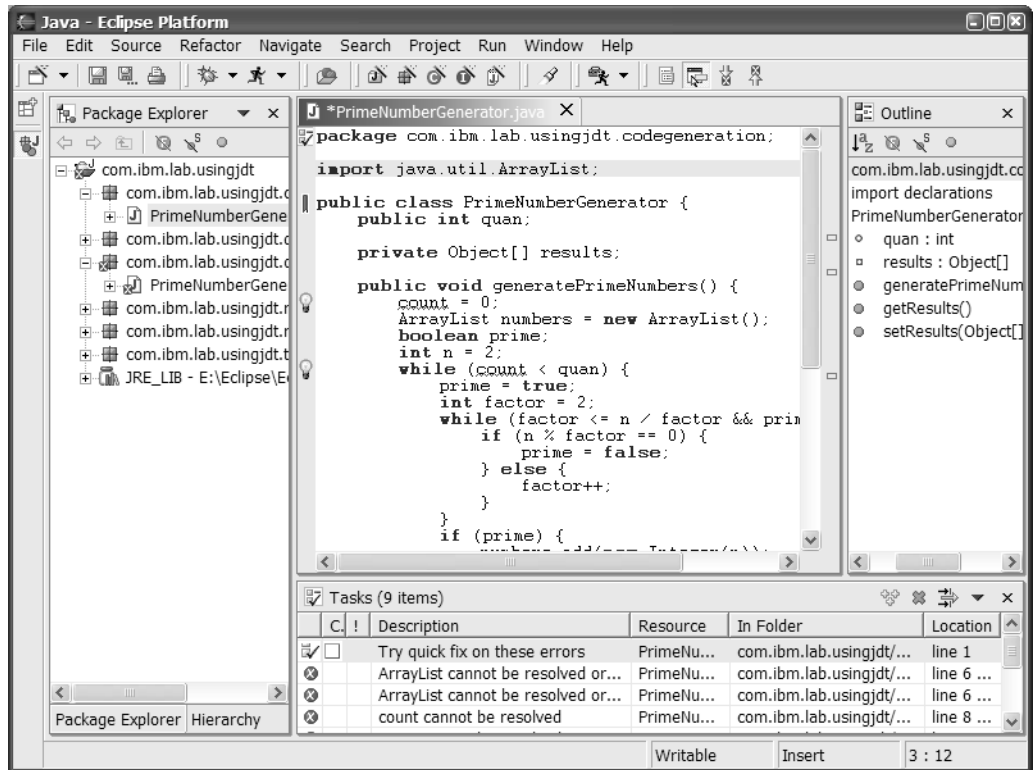 Java - Eclipse Platform
File Edit Source Refactor Navigate Search Project Run Window Help
Package Explorer
com.ibm.lab.usingjdt
com.ibm.lab.usingjdt.c
PrimeNumberGene
com.ibm.lab.usingjdt.c
com.ibm.lab.usingjdt.c
PrimeNumberGene
com.ibm.lab.usingjdt.r
com.ibm.lab.usingjdt.r
com.ibm.lab.usingjdt.t
JRE_LIB - E:\Eclipse\E
Package Explorer Hierarchy
*PrimeNumberGenerator.java
package com.ibm.lab.usingjdt.codegeneration;
import java.util.ArrayList;
public class PrimeNumberGenerator {
public int quan;
private Object[] results;
public void generatePrimeNumbers() {
count = 0;
ArrayList numbers = new ArrayList();
boolean prime;
int n = 2;
while (count < quan) {
prime = true;
int factor = 2;
while (factor <= n / factor && prim
if (n % factor == 0) {
prime = false;
} else {
factor++;
}
}
if (prime) {
numbers.add(new Integer(n));
Outline
com.ibm.lab.usingjdt.co
import declarations
PrimeNumberGenerator
quan : int
results : Object[]
generatePrimeNum
getResults()
setResults(Object[]
Tasks (9 items)
C. ! Description Resource In Folder Location
Try quick fix on these errors PrimeNu... com.ibm.lab.usingjdt/... line 1
ArrayList cannot be resolved or... PrimeNu... com.ibm.lab.usingjdt/... line 6 ...
ArrayList cannot be resolved or... PrimeNu... com.ibm.lab.usingjdt/... line 6 ...
count cannot be resolved PrimeNu... com.ibm.lab.usingjdt/... line 8 ...
Writable Insert 3 : 12